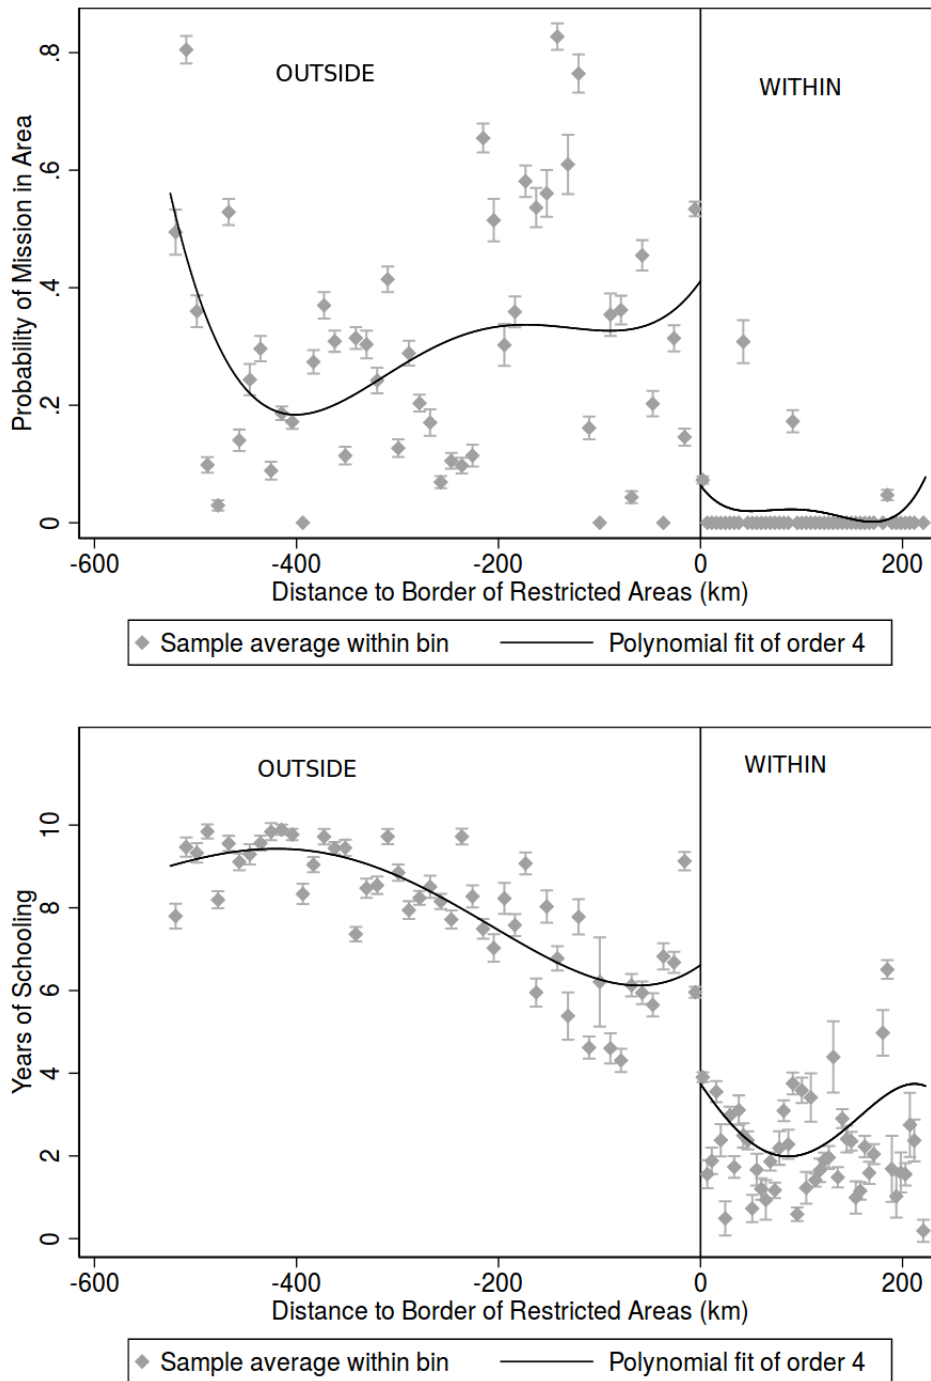 OUTSIDE
WITHIN
Probability of Mission in Area
.8
.6
.4
.2
0
-600 -400 -200 0 200
Distance to Border of Restricted Areas (km)
Sample average within bin Polynomial fit of order 4
OUTSIDE
WITHIN
Years of Schooling
10
8
6
4
2
0
-600 -400 -200 0 200
Distance to Border of Restricted Areas (km)
Sample average within bin Polynomial fit of order 4